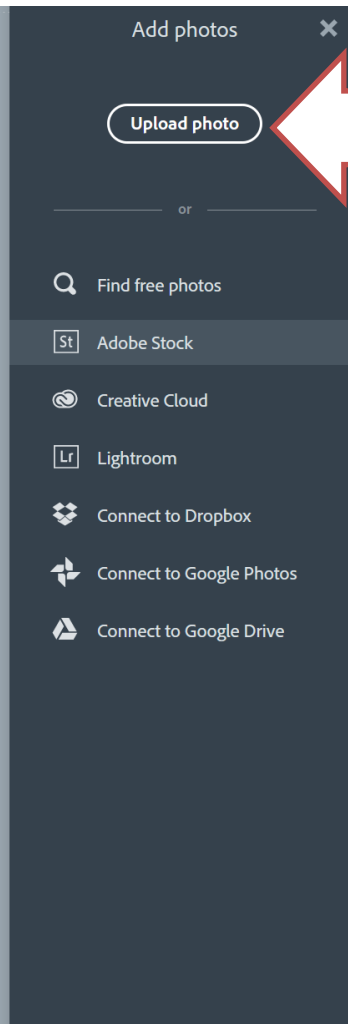 Add photos
Upload photo
or
Find free photos
St Adobe Stock
Creative Cloud
Lr Lightroom
Connect to Dropbox
Connect to Google Photos
Connect to Google Drive